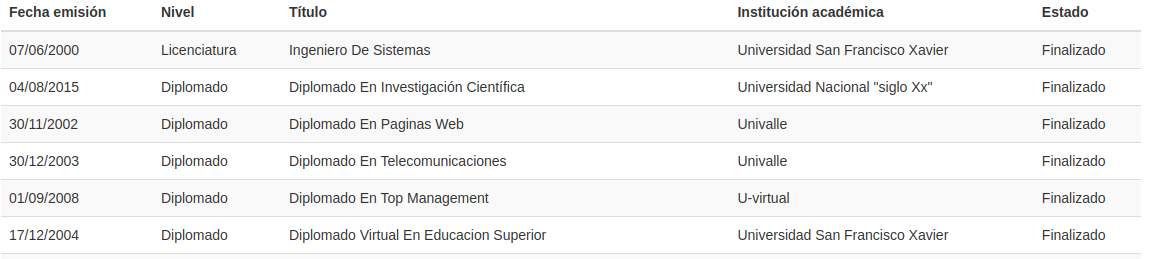 Fecha emisión Nivel Título Institución académica Estado
07/06/2000 Licenciatura Ingeniero De Sistemas Universidad San Francisco Xavier Finalizado
04/08/2015 Diplomado Diplomado En Investigación Científica Universidad Nacional "siglo Xx" Finalizado
30/11/2002 Diplomado Diplomado En Paginas Web Univalle Finalizado
30/12/2003 Diplomado Diplomado En Telecomunicaciones Univalle Finalizado
01/09/2008 Diplomado Diplomado En Top Management U-virtual Finalizado
17/12/2004 Diplomado Diplomado Virtual En Educacion Superior Universidad San Francisco Xavier Finalizado